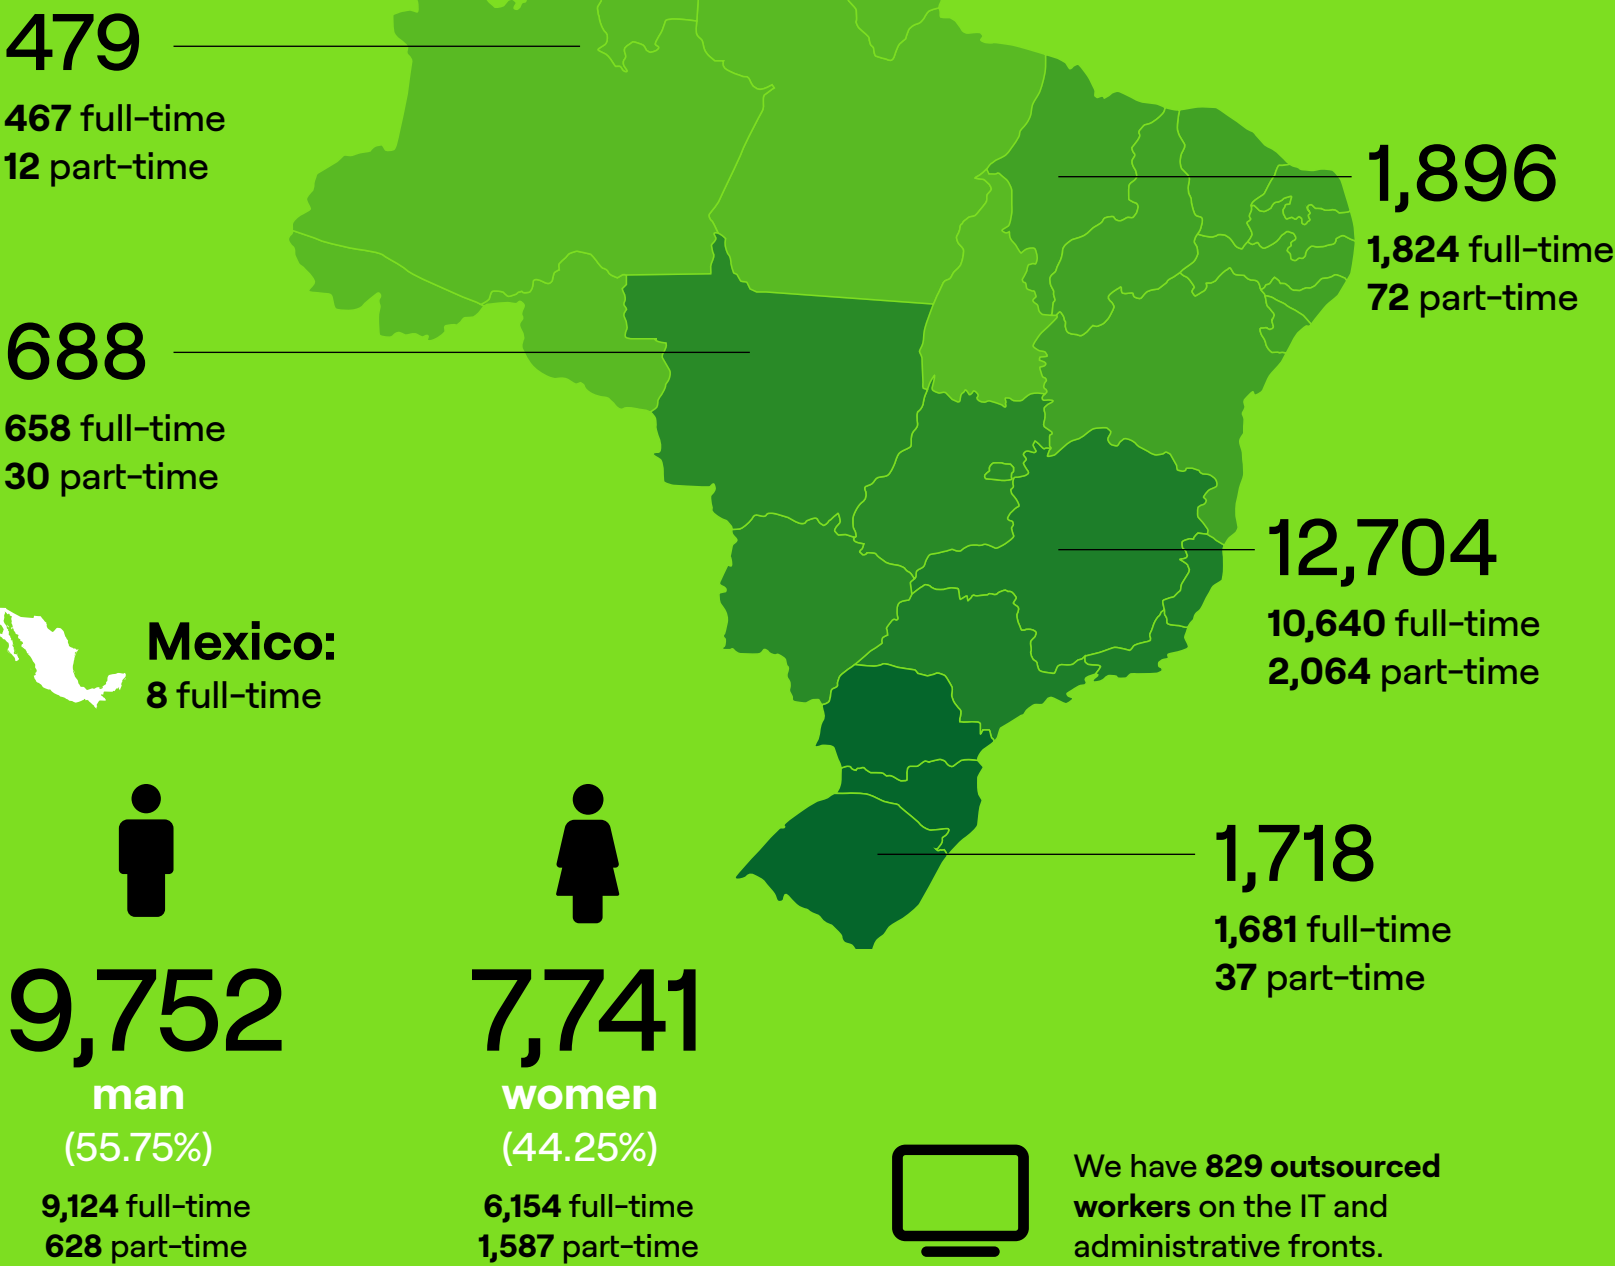 479
467 full-time
12 part-time
1,896
1,824 full-time
72 part-time
688
658 full-time
30 part-time
12,704
10,640 full-time
2,064 part-time
Mexico:
8 full-time
1,718
1,681 full-time
37 part-time
9,752
man
(55.75%)
9,124 full-time
628 part-time
7,741
women
(44.25%)
6,154 full-time
1,587 part-time
We have 829 outsourced
workers on the IT and
administrative fronts.